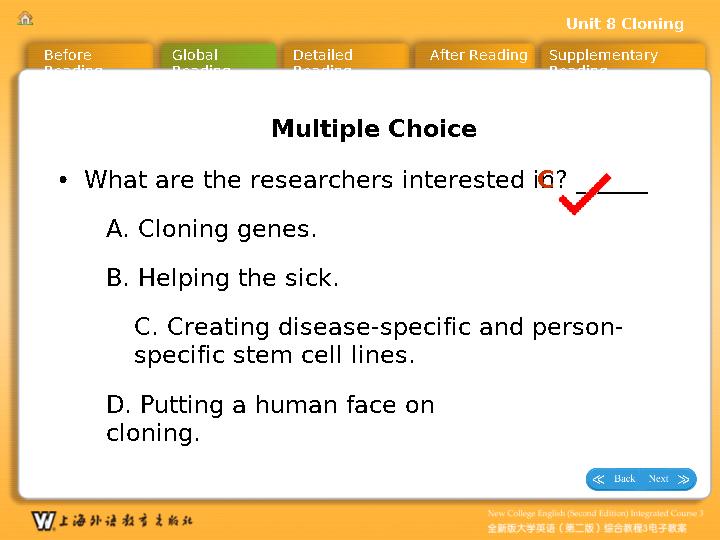 Unit 8 Cloning
Before Reading
Global Reading
Detailed Reading
After Reading
Supplementary Reading
Multiple Choice
• What are the researchers interested in? ______
C
A. Cloning genes.
B. Helping the sick.
C. Creating disease-specific and person-
specific stem cell lines.
D. Putting a human face on
cloning.
Back Next
W 上海外语教育出版社
New College English (Second Edition) Integrated Course 3
全新版大学英语（第二版）综合教程3电子教案